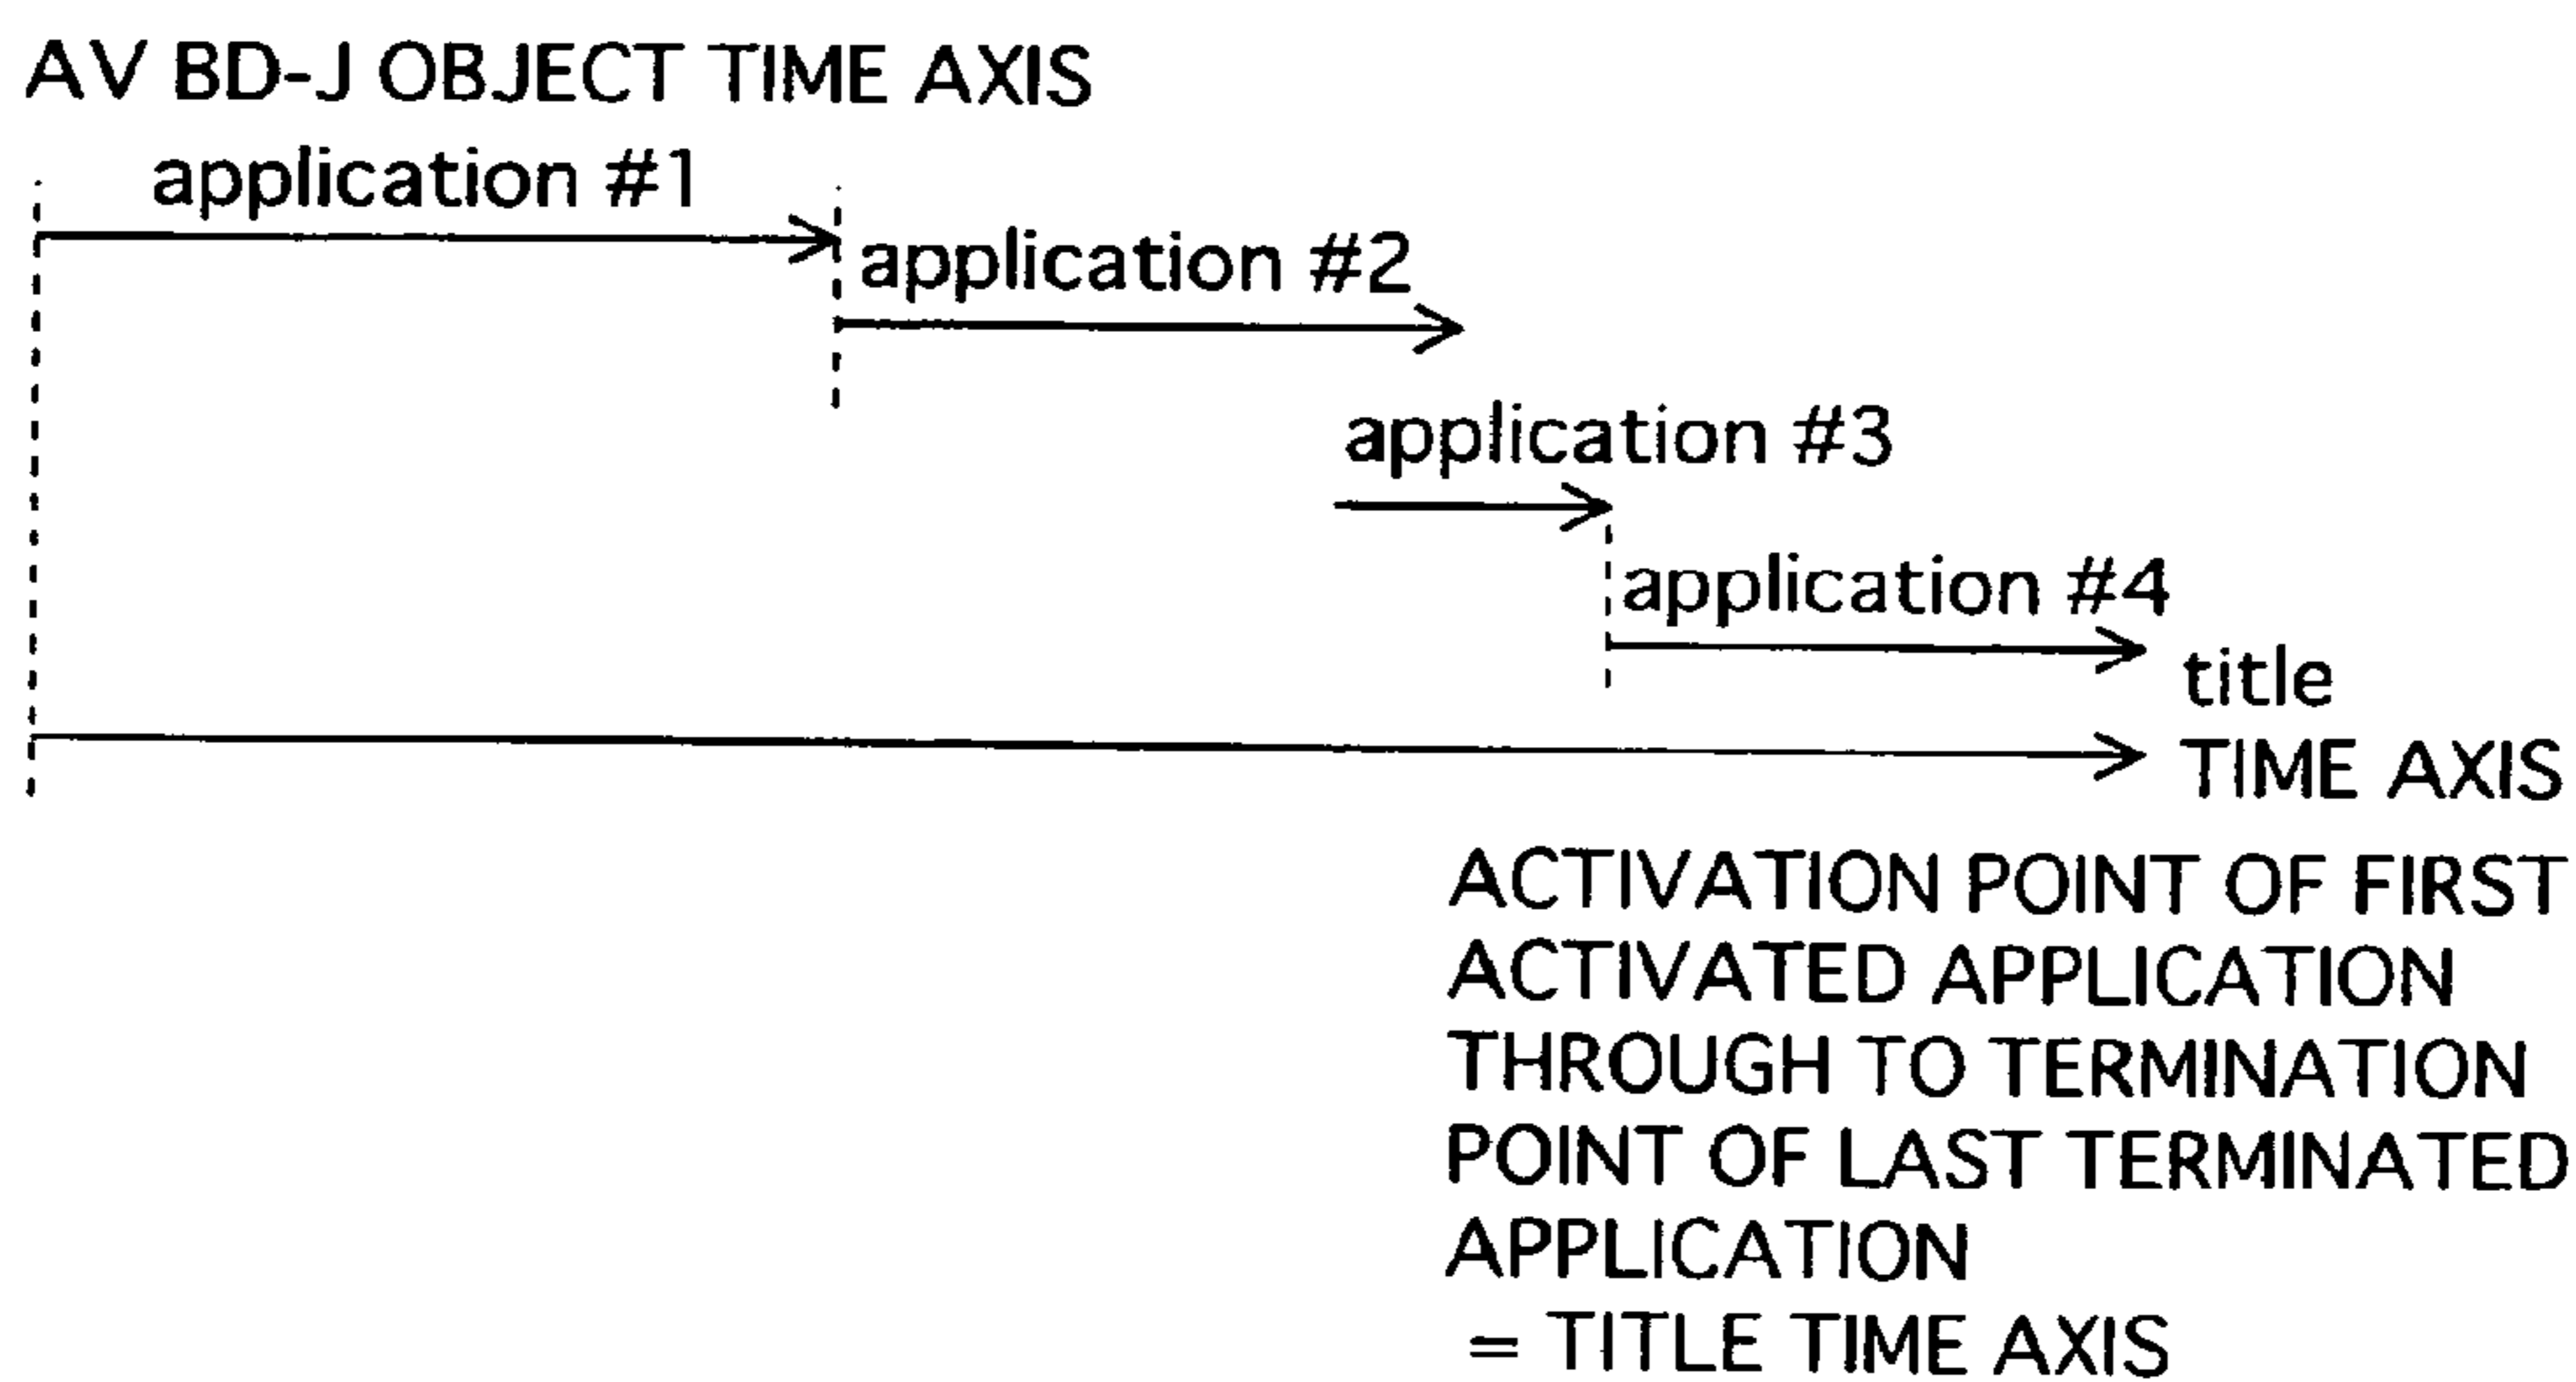 AV BD-J OBJECT TIME AXIS
application #1
application #2
application #3
application #4
title
TIME AXIS
ACTIVATION POINT OF FIRST
ACTIVATED APPLICATION
THROUGH TO TERMINATION
POINT OF LAST TERMINATED
APPLICATION
= TITLE TIME AXIS